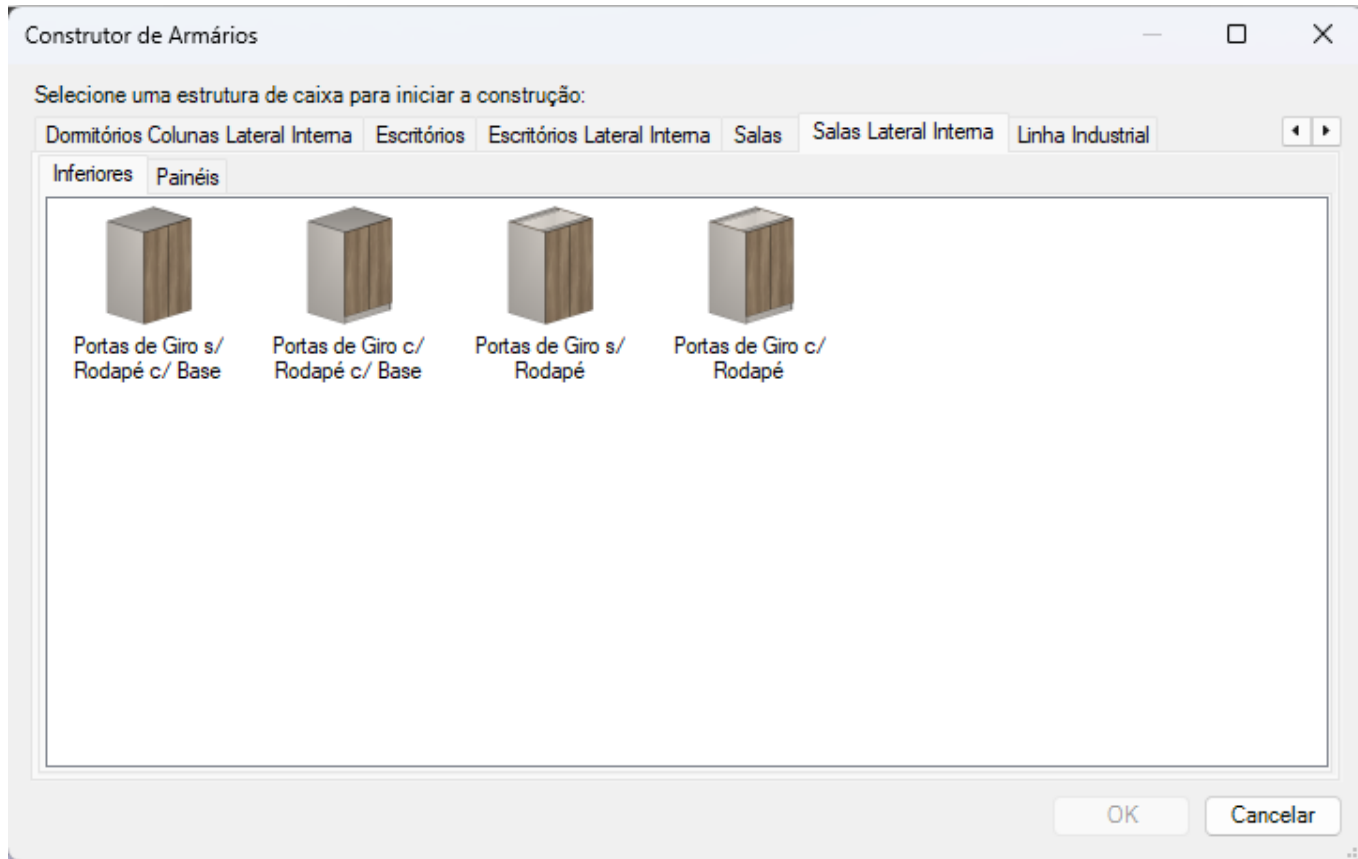 Construtor de Armários
Selecione uma estrutura de caixa para iniciar a construção:
Dormitórios Colunas Lateral Interna Escritórios Escritórios Lateral Interna Salas Salas Lateral Interna Linha Industrial
Inferiores Painéis
Portas de Giro s/ Portas de Giro c/ Portas de Giro s/ Portas de Giro c/
Rodapé c/ Base Rodapé c/ Base Rodapé Rodapé
OK Cancelar